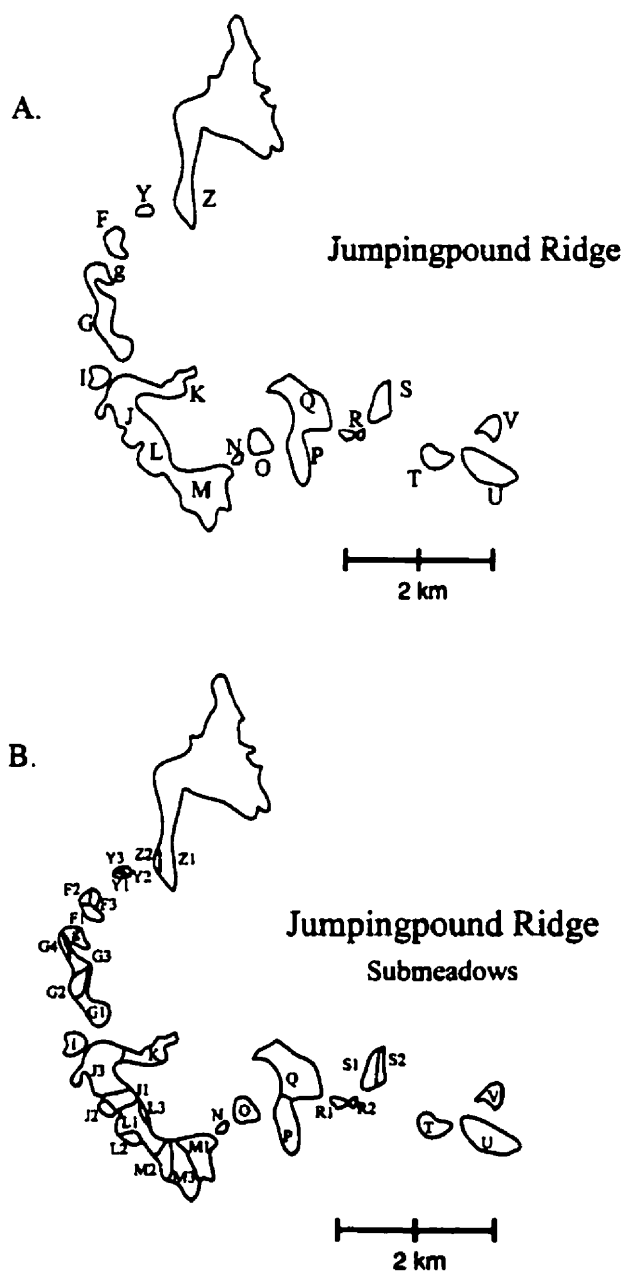 A.
Y
Z
F
g
Jumpingpound Ridge
G
I
K
J
Q
S
R
L
N
O
P
V
M
T
U
2 km
B.
Y3
Z2
Z1
Y1
Y2
F2
F3
F1
g
Jumpingpound Ridge
G4
G3
Submeadows
G2
G1
I
K
J3
S1
S2
Q
J1
J2
L3
R1
R2
V
L1
N
O
T
L2
M1
P
U
M2
M3
2 km